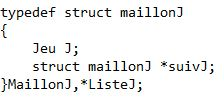 typedef struct maillonJ
{
    Jeu J;
    struct maillonJ *suivJ;
}MaillonJ,*ListeJ;